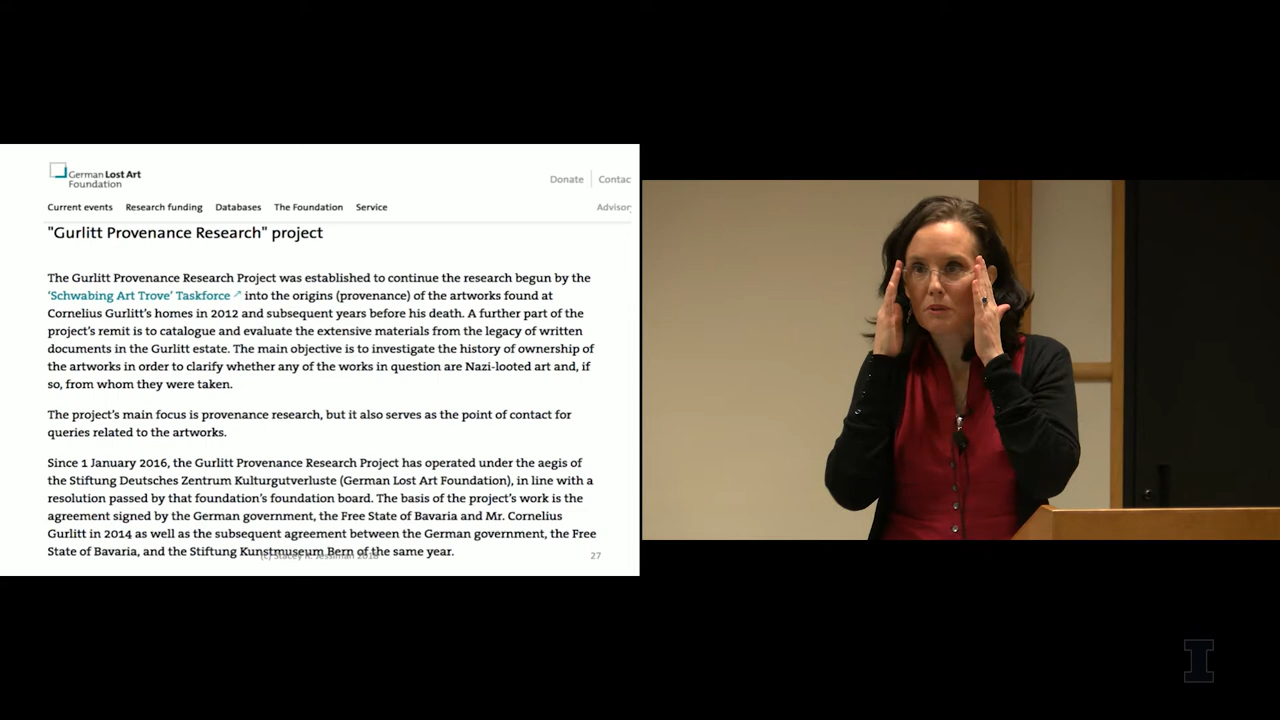 German Lost Art
Foundation
Donate
Contac
Current events
Research funding
Databases
The Foundation
Service
Advisor
"Gurlitt Provenance Research" project
The Gurlitt Provenance Research Project was established to continue the research begun by the
‘Schwabing Art Trove’ Taskforce ↗ into the origins (provenance) of the artworks found at
Cornelius Gurlitt's homes in 2012 and subsequent years before his death. A further part of the
project's remit is to catalogue and evaluate the extensive materials from the legacy of written
documents in the Gurlitt estate. The main objective is to investigate the history of ownership of
the artworks in order to clarify whether any of the works in question are Nazi-looted art and, if
so, from whom they were taken.
The project's main focus is provenance research, but it also serves as the point of contact for
queries related to the artworks.
Since 1 January 2016, the Gurlitt Provenance Research Project has operated under the aegis of
the Stiftung Deutsches Zentrum Kulturgutverluste (German Lost Art Foundation), in line with a
resolution passed by that foundation's foundation board. The basis of the project's work is the
agreement signed by the German government, the Free State of Bavaria and Mr. Cornelius
Gurlitt in 2014 as well as the subsequent agreement between the German government, the Free
State of Bavaria, and the Stiftung Kunstmuseum Bern of the same year.
(c) Stacey R. Jessiman 2018
27
I